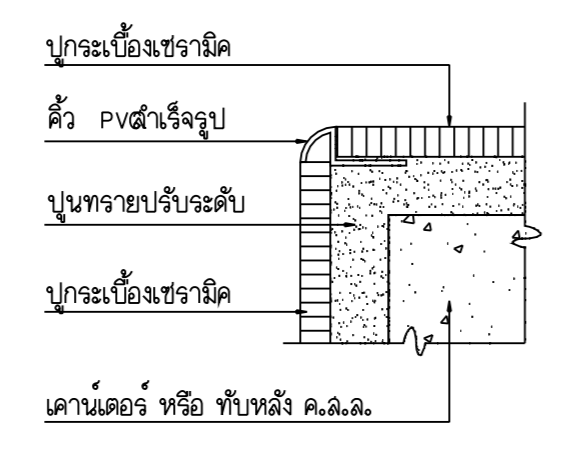 ปูกระเบื้องเซรามิค
คิ้ว PVCสำเร็จรูป
ปูนทรายปรับระดับ
ปูกระเบื้องเซรามิค
เคาน์เตอร์ หรือ ทับหลัง ค.ส.ล.